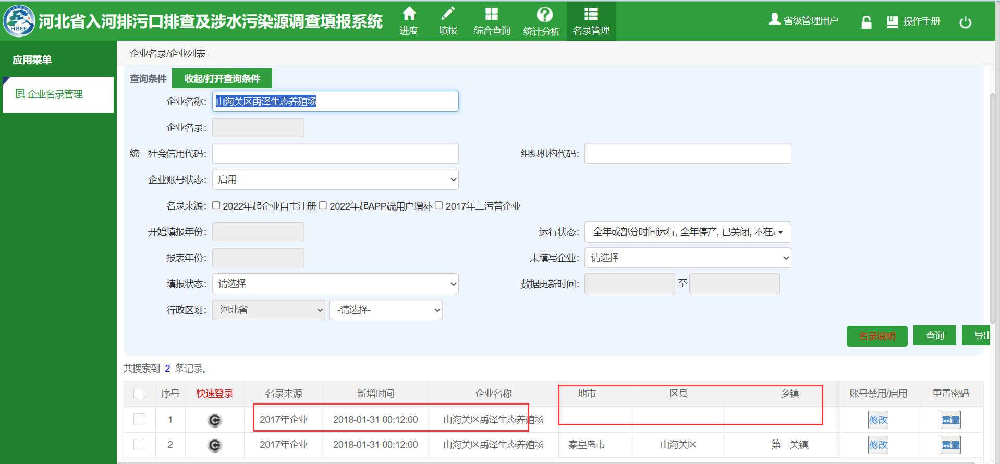 HBEE
河北省入河排污口排查及涉水污染源调查填报系统
进度
填报
综合查询
统计分析
名录管理
省级管理用户
操作手册
应用菜单
企业名录管理
企业名录/企业列表
查询条件 收起/打开查询条件
企业名称: 山海关区禹泽生态养殖场
企业名录:
统一社会信用代码: 组织机构代码:
企业账号状态: 启用
名录来源: 2022年起企业自主注册 2022年起APP端用户增补 2017年二污普企业
开始填报年份: 运行状态: 全年或部分时间运行, 全年停产, 已关闭, 不在
报表年份: 未填写企业: 请选择
填报状态: 请选择 数据更新时间: 至
行政区划: 河北省 -请选择-
名录说明 查询 导出
共搜索到 2 条记录。
序号 快速登录 名录来源 新增时间 企业名称 地市 区县 乡镇 账号禁用/启用 重置密码
1 2017年企业 2018-01-31 00:12:00 山海关区禹泽生态养殖场 修改 重置
2 2017年企业 2018-01-31 00:12:00 山海关区禹泽生态养殖场 秦皇岛市 山海关区 第一关镇 修改 重置